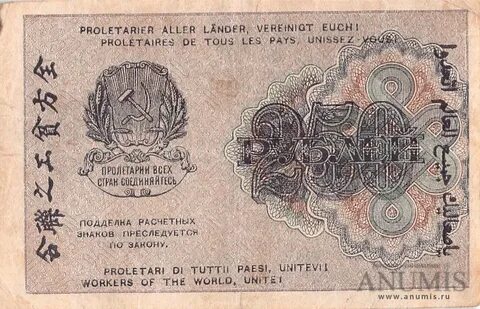 PROLETARIER ALLER LÄNDER, VEREINIGT EUCH!
PROLÉTAIRES DE TOUS LES PAYS, UNISSEZ-VOUS!
250
РУБЛЕЙ
ПРОЛЕТАРИИ ВСЕХ
СТРАН СОЕДИНЯЙТЕСЬ
ПОДДЕЛКА РАСЧЕТНЫХ
ЗНАКОВ ПРЕСЛЕДУЕТСЯ
ПО ЗАКОНУ.
PROLETARI DI TUTTII PAESI, UNITEVI!
WORKERS OF THE WORLD, UNITE!
ANUMIS
www.anumis.ru